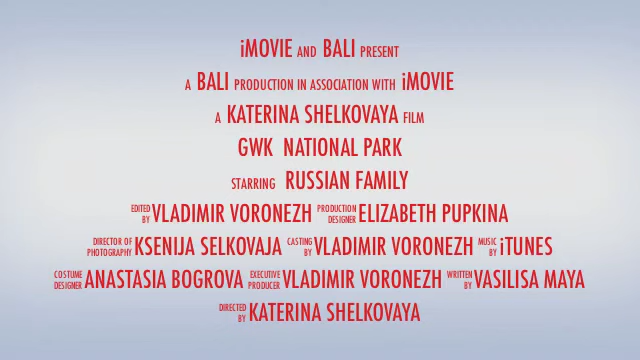 iMOVIE AND BALI PRESENT
A BALI PRODUCTION IN ASSOCIATION WITH iMOVIE
A KATERINA SHELKOVAYA FILM
GWK NATIONAL PARK
STARRING RUSSIAN FAMILY
EDITED BY VLADIMIR VORONEZH PRODUCTION DESIGNER ELIZABETH PUPKINA
DIRECTOR OF PHOTOGRAPHY KSENIJA SELKOVAJA CASTING BY VLADIMIR VORONEZH MUSIC BY iTUNES
COSTUME DESIGNER ANASTASIA BOGROVA EXECUTIVE PRODUCER VLADIMIR VORONEZH WRITTEN BY VASILISA MAYA
DIRECTED BY KATERINA SHELKOVAYA